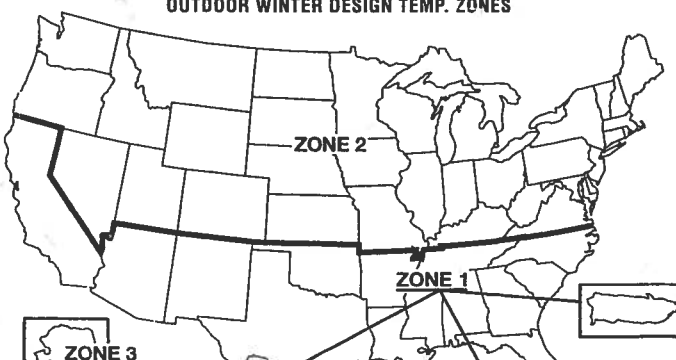 OUTDOOR WINTER DESIGN TEMP. ZONES
ZONE 2
ZONE 1
ZONE 3